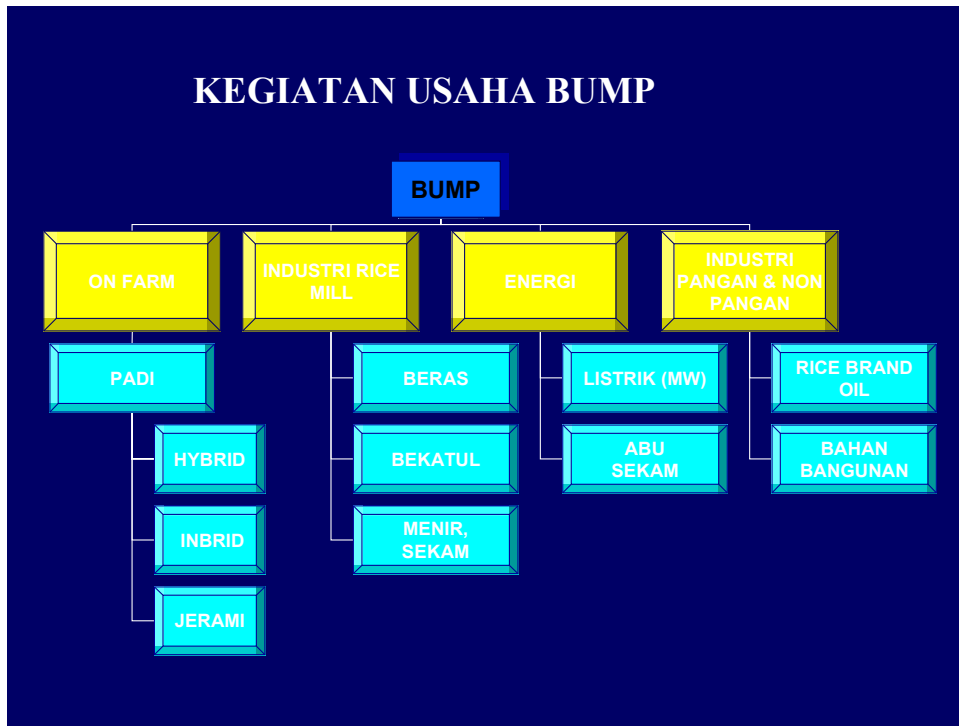 KEGIATAN USAHA BUMP
BUMP
ON FARM
INDUSTRI RICE
MILL
ENERGI
INDUSTRI
PANGAN & NON
PANGAN
PADI
BERAS
LISTRIK (MW)
RICE BRAND
OIL
HYBRID
BEKATUL
ABU
SEKAM
BAHAN
BANGUNAN
INBRID
MENIR,
SEKAM
JERAMI